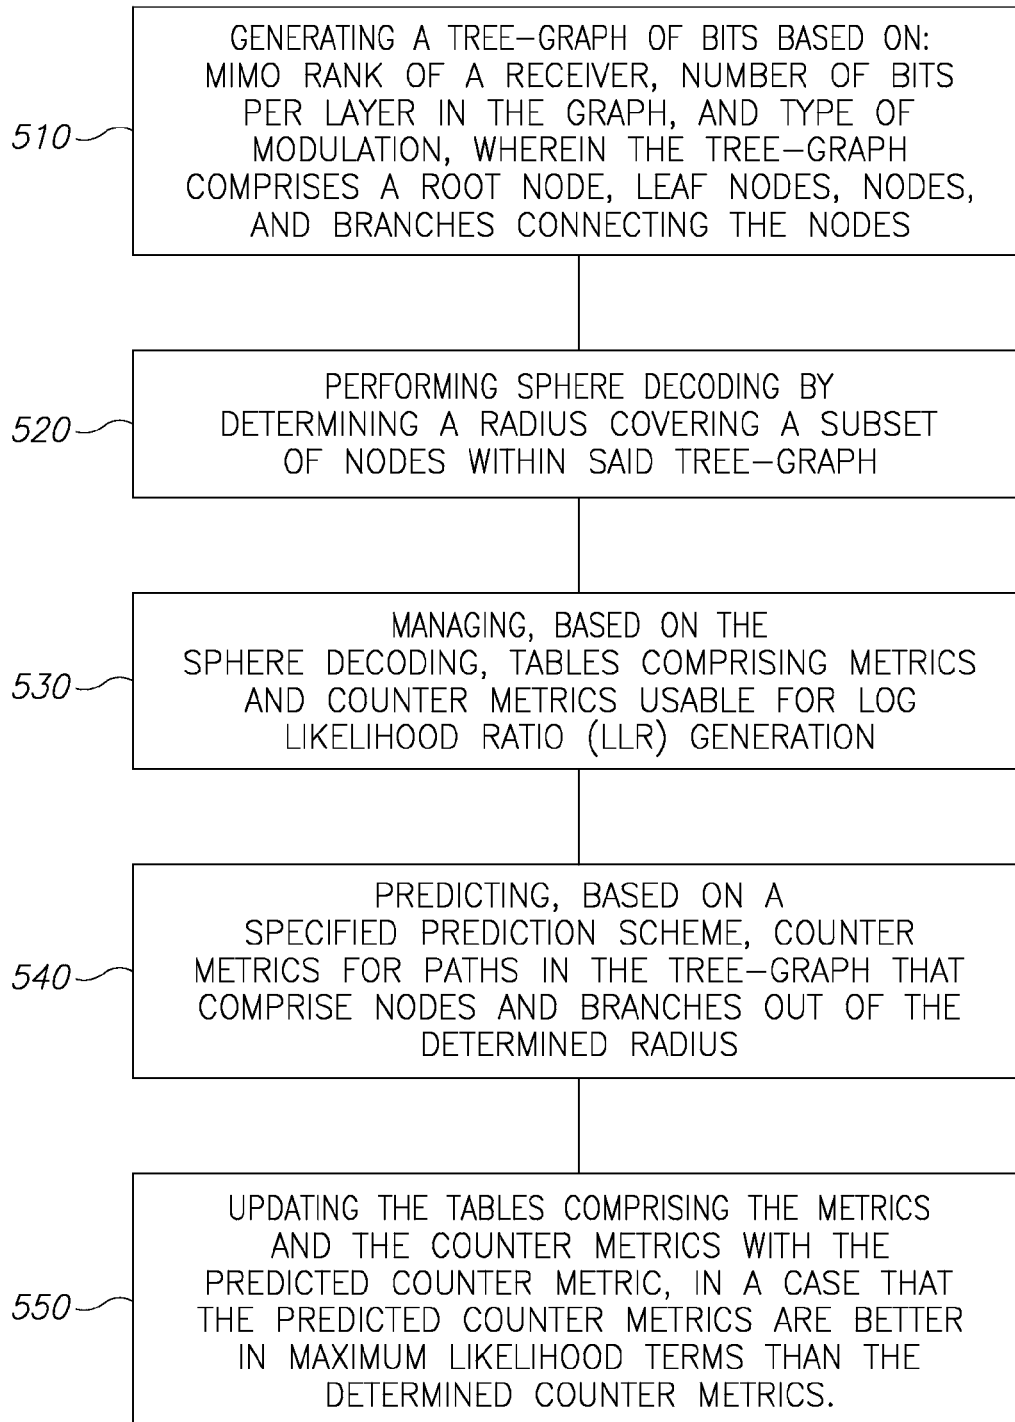 GENERATING A TREE-GRAPH OF BITS BASED ON:
MIMO RANK OF A RECEIVER, NUMBER OF BITS
PER LAYER IN THE GRAPH, AND TYPE OF
MODULATION, WHEREIN THE TREE-GRAPH
COMPRISES A ROOT NODE, LEAF NODES, NODES,
AND BRANCHES CONNECTING THE NODES
510
PERFORMING SPHERE DECODING BY
DETERMINING A RADIUS COVERING A SUBSET
OF NODES WITHIN SAID TREE-GRAPH
520
MANAGING, BASED ON THE
SPHERE DECODING, TABLES COMPRISING METRICS
AND COUNTER METRICS USABLE FOR LOG
LIKELIHOOD RATIO (LLR) GENERATION
530
PREDICTING, BASED ON A
SPECIFIED PREDICTION SCHEME, COUNTER
METRICS FOR PATHS IN THE TREE-GRAPH THAT
COMPRISE NODES AND BRANCHES OUT OF THE
DETERMINED RADIUS
540
UPDATING THE TABLES COMPRISING THE METRICS
AND THE COUNTER METRICS WITH THE
PREDICTED COUNTER METRIC, IN A CASE THAT
THE PREDICTED COUNTER METRICS ARE BETTER
IN MAXIMUM LIKELIHOOD TERMS THAN THE
DETERMINED COUNTER METRICS.
550